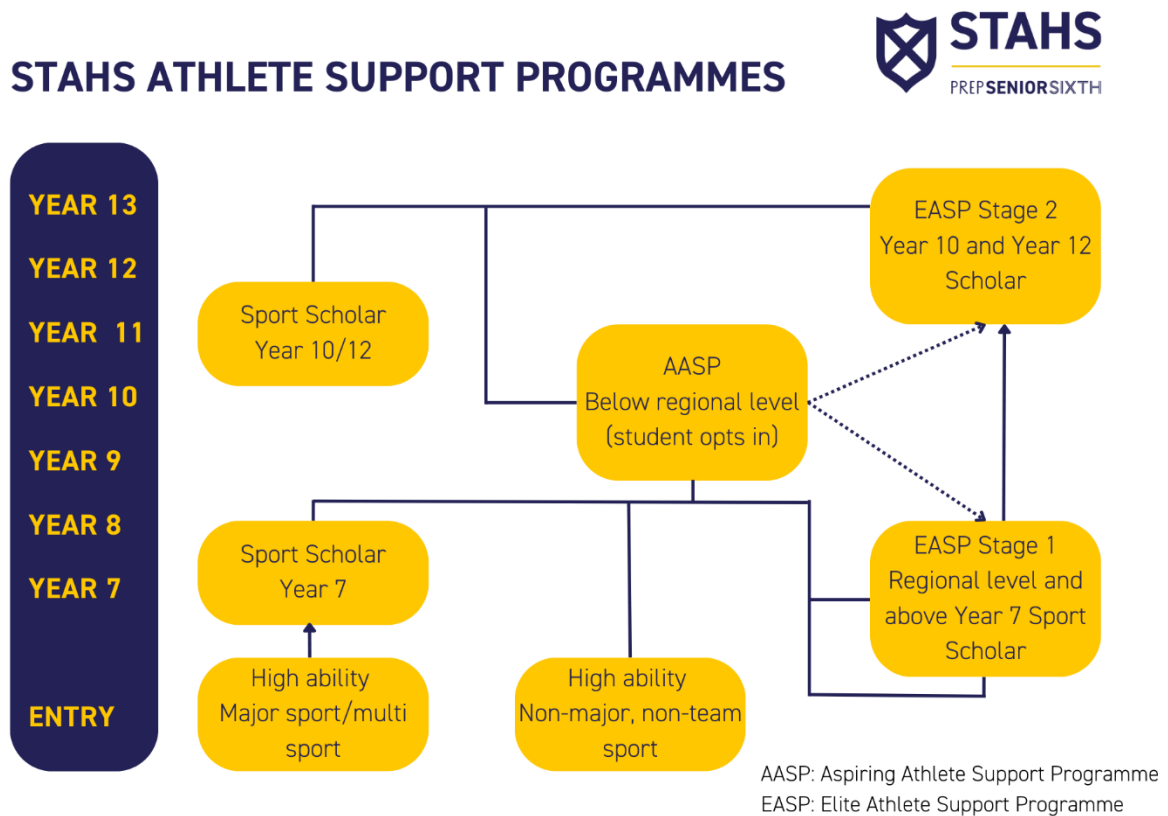 STAHS ATHLETE SUPPORT PROGRAMMES
STAHS
PREPSENIORSIXTH
YEAR 13
YEAR 12
YEAR 11
YEAR 10
YEAR 9
YEAR 8
YEAR 7
ENTRY
EASP Stage 2
Year 10 and Year 12
Scholar
Sport Scholar
Year 10/12
AASP
Below regional level
(student opts in)
Sport Scholar
Year 7
EASP Stage 1
Regional level and
above Year 7 Sport
Scholar
High ability
Major sport/multi
sport
High ability
Non-major, non-team
sport
AASP: Aspiring Athlete Support Programme
EASP: Elite Athlete Support Programme